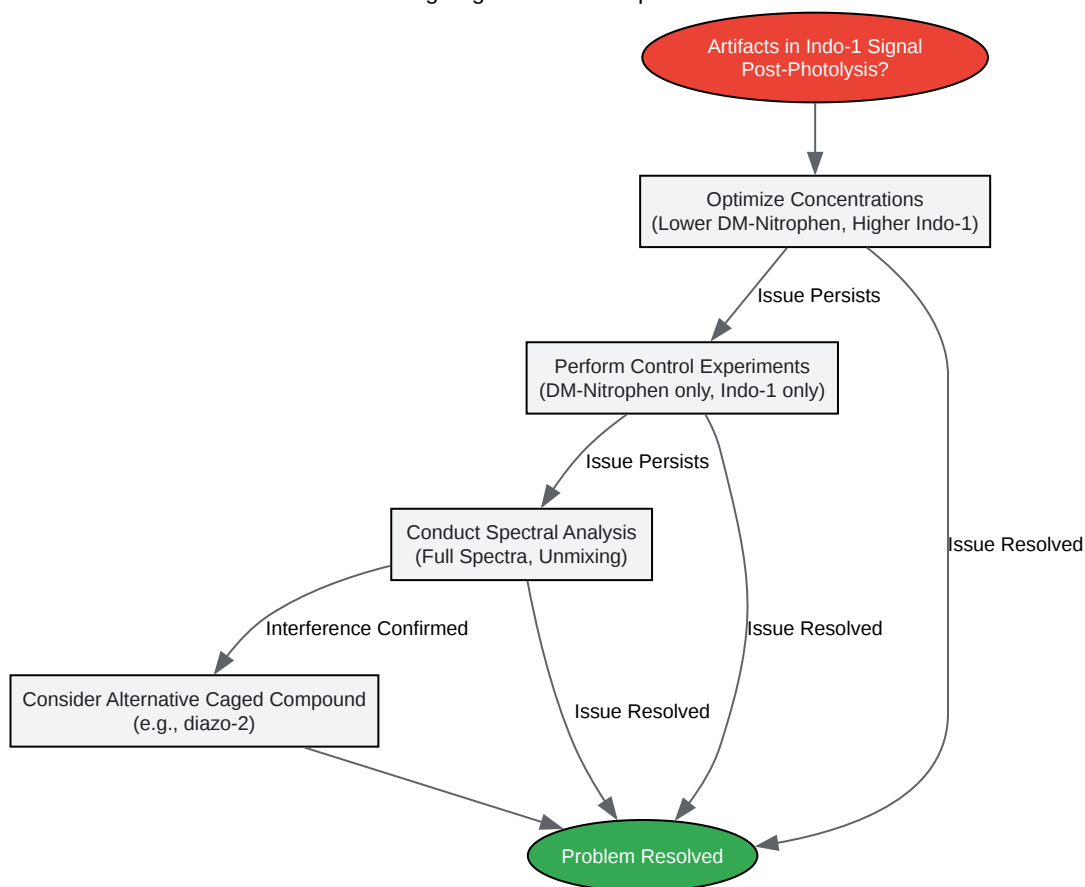 Artifacts in Indo-1 Signal
Post-Photolysis?
Optimize Concentrations
(Lower DM-Nitrophen, Higher Indo-1)
Issue Persists
Perform Control Experiments
(DM-Nitrophen only, Indo-1 only)
Issue Persists
Conduct Spectral Analysis
(Full Spectra, Unmixing)
Issue Resolved
Interference Confirmed
Issue Resolved
Consider Alternative Caged Compound
(e.g., diazo-2)
Issue Resolved
Problem Resolved